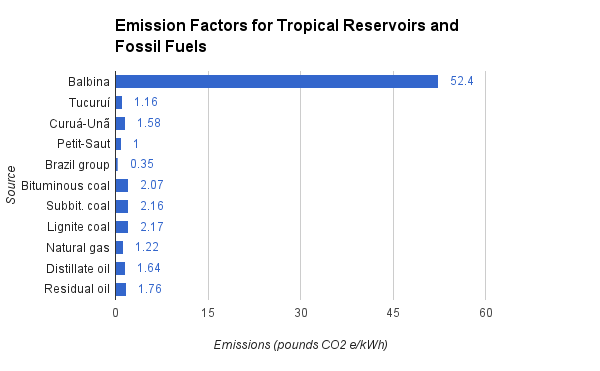 Emission Factors for Tropical Reservoirs and
Fossil Fuels
Source
Balbina 52.4
Tucuruí 1.16
Curuá-Unã 1.58
Petit-Saut 1
Brazil group 0.35
Bituminous coal 2.07
Subbit. coal 2.16
Lignite coal 2.17
Natural gas 1.22
Distillate oil 1.64
Residual oil 1.76
0 15 30 45 60
Emissions (pounds CO2 e/kWh)